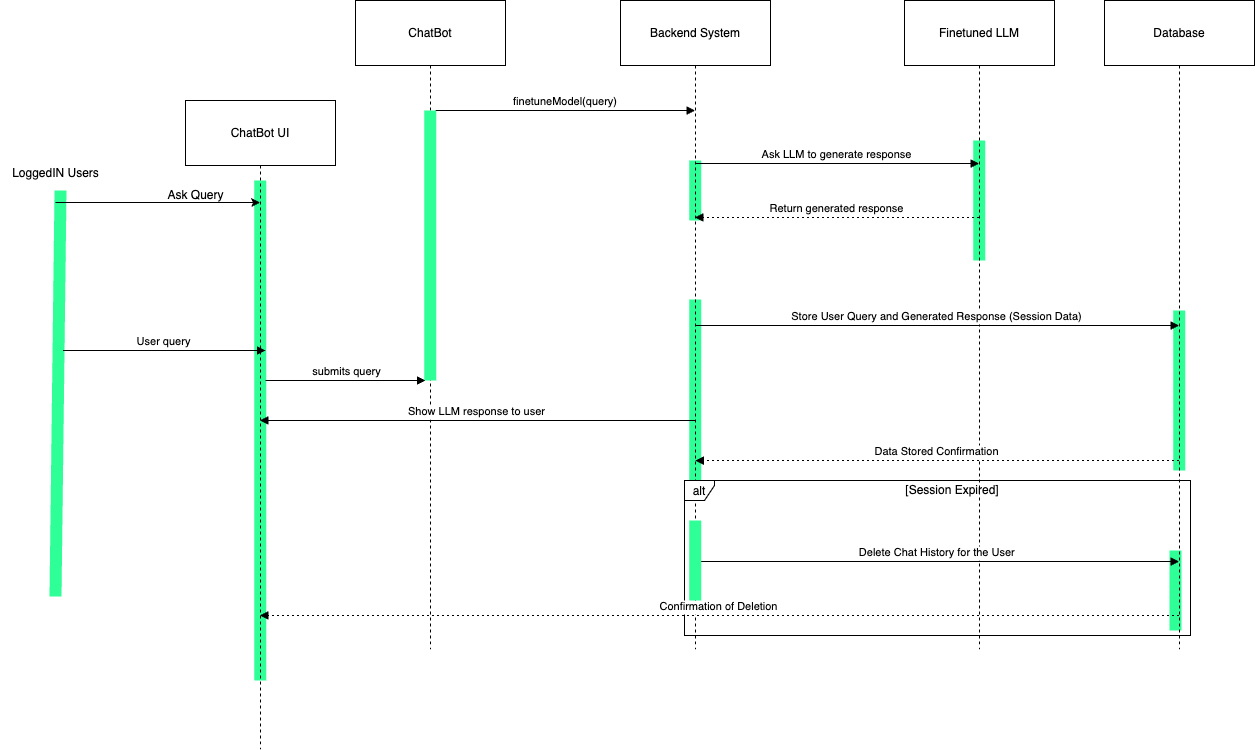 ChatBot
Backend System
Finetuned LLM
Database
finetuneModel(query)
ChatBot UI
Ask LLM to generate response
LoggedIN Users
Ask Query
Return generated response
Store User Query and Generated Response (Session Data)
User query
submits query
Show LLM response to user
Data Stored Confirmation
alt
[Session Expired]
Delete Chat History for the User
Confirmation of Deletion